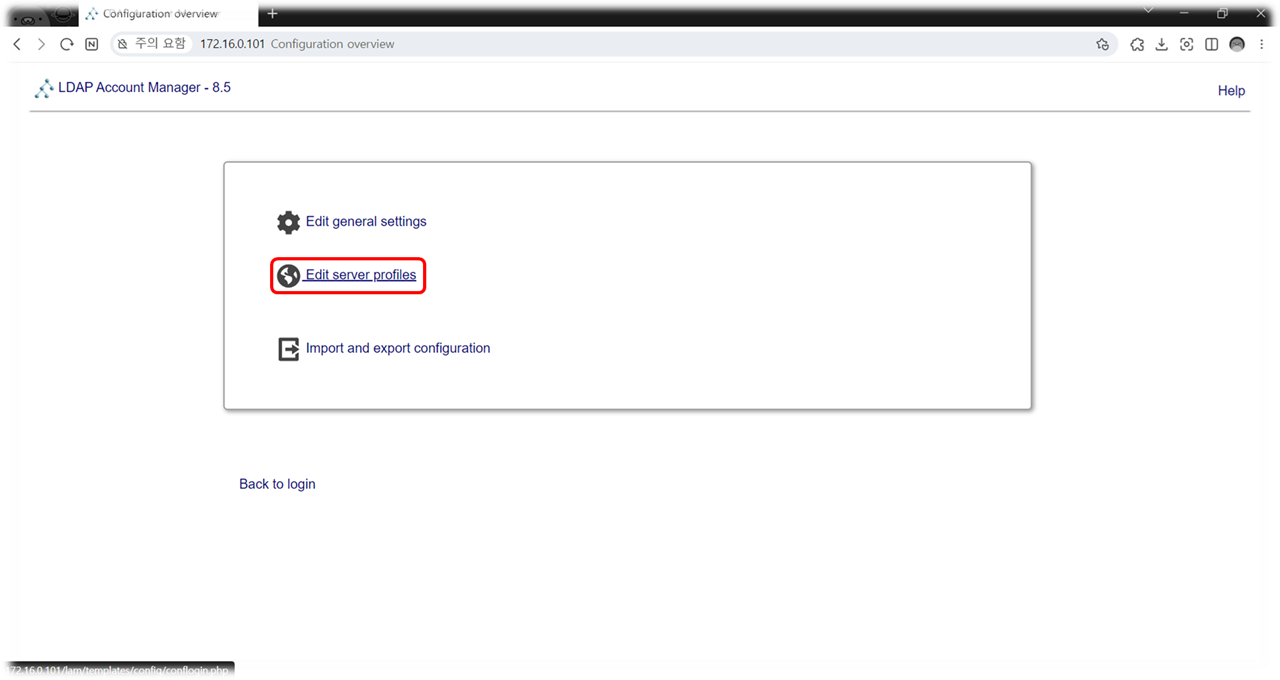 Configuration Overview
주의 요함 172.16.0.101 Configuration overview
LDAP Account Manager - 8.5
Help
Edit general settings
Edit server profiles
Import and export configuration
Back to login
172.16.0.101/lam/templates/config/conflogin.php